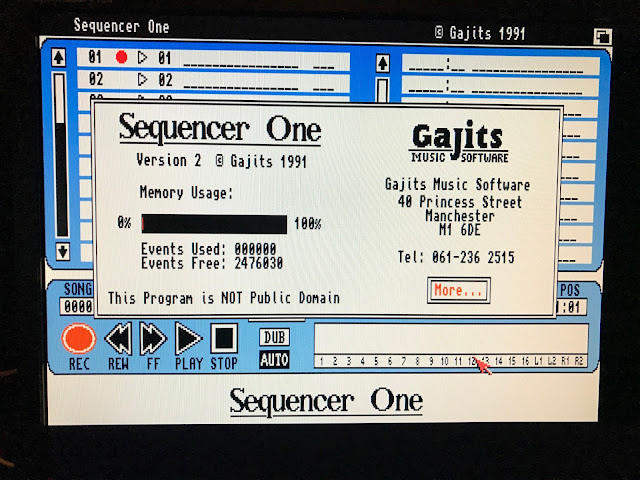 Sequencer One © Gajits 1991
01 01
02 02
Sequencer One
Version 2 © Gajits 1991
Memory Usage:
0% 100%
Events Used: 000000
Events Free: 2476030
This Program is NOT Public Domain
Gajits
MUSIC SOFTWARE
Gajits Music Software
40 Princess Street
Manchester
M1 6DE
Tel: 061-236 2515
More...
SONG POS
0000 :01
REC REW FF PLAY STOP
DUB
AUTO
1 2 3 4 5 6 7 8 9 10 11 12 13 14 15 16 L1 L2 R1 R2
Sequencer One